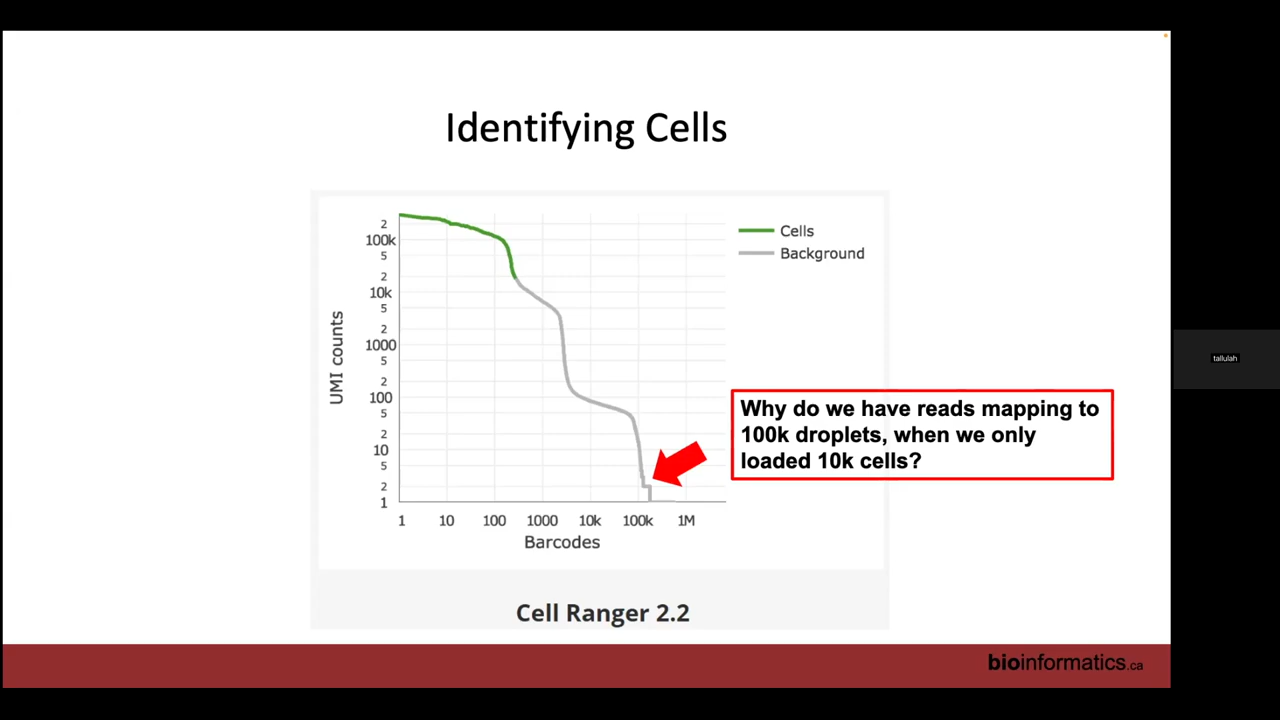 Identifying Cells
2
100k
5
2
10k
5
2
1000
5
2
100
5
2
10
5
2
1
UMI counts
1 10 100 1000 10k 100k 1M
Barcodes
Cells
Background
Why do we have reads mapping to
100k droplets, when we only
loaded 10k cells?
Cell Ranger 2.2
bioinformatics.ca
tallulah